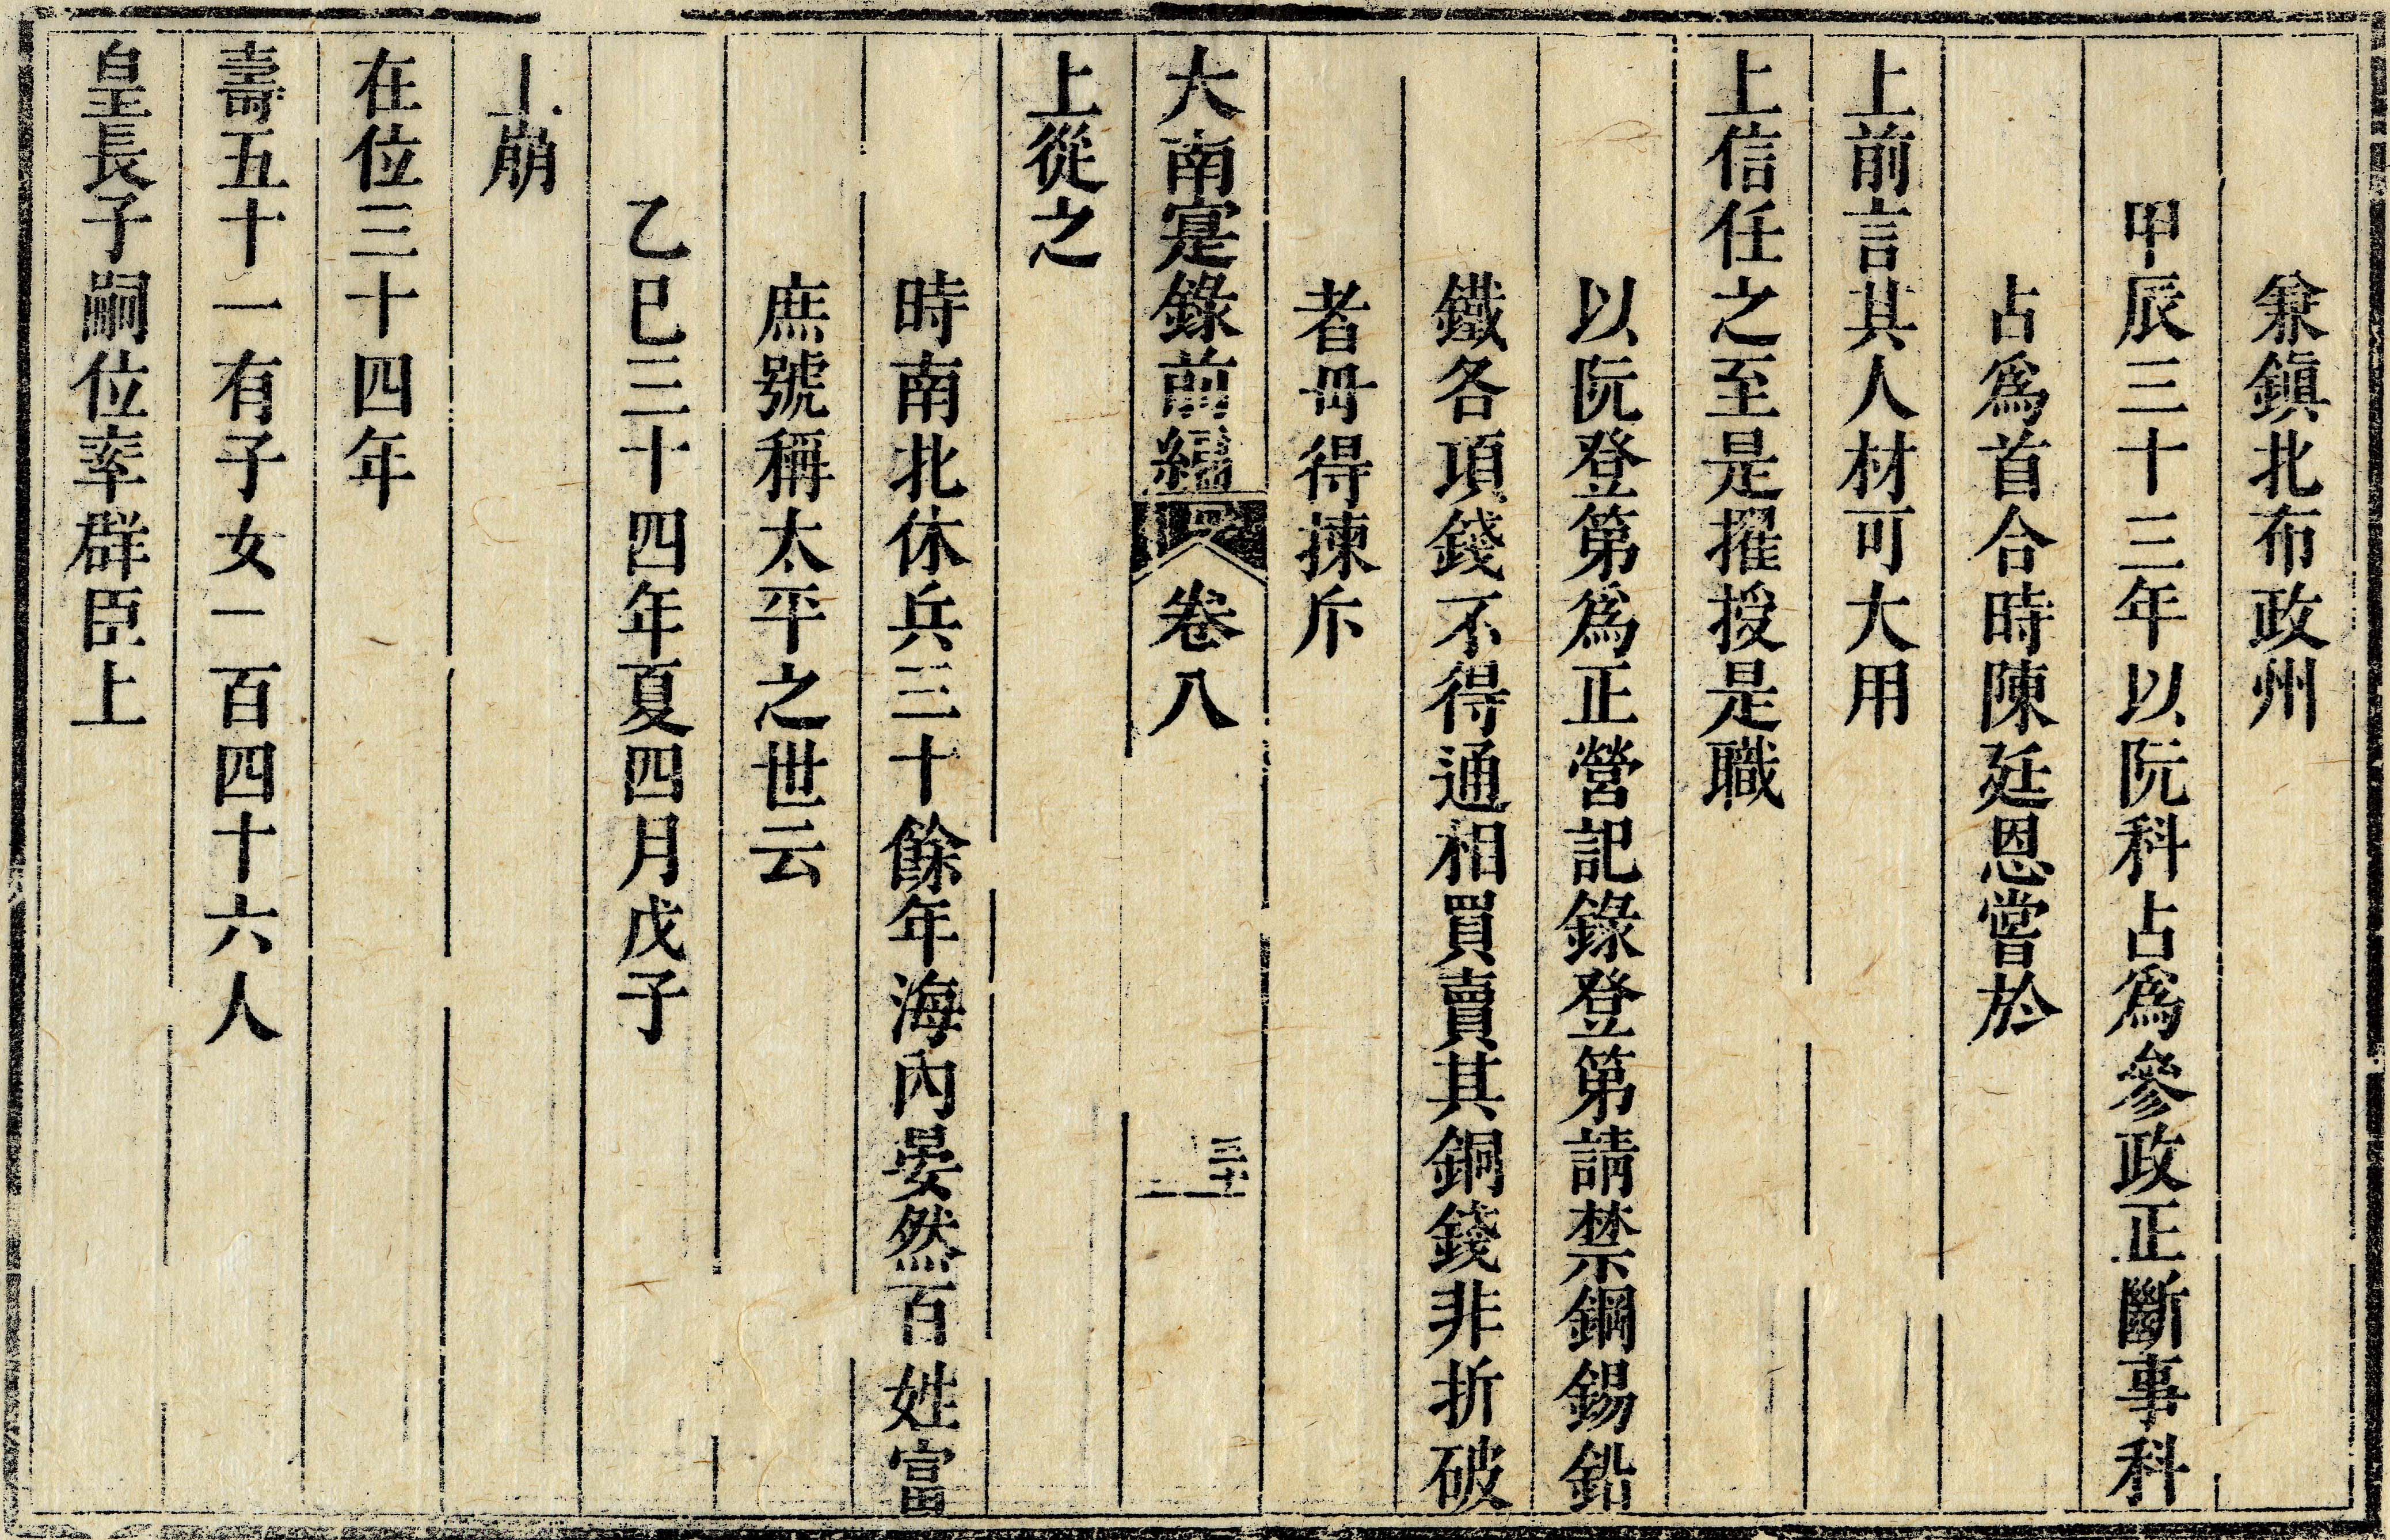 兼鎭北布政州
甲辰三十三年以阮科占爲參政正斷事科
占爲首合時陳廷恩嘗於
上前言其人材可大用
上信任之至是擢授是職
以阮登第爲正營記錄登第請禁鋼錫鉛
鐵各項錢不得通相買賣其銅錢非折破
者毋得揀斥
大南寔錄前編 卷八 三十
上從之
時南北休兵三十餘年海內晏然百姓富
庶號稱太平之世云
乙巳三十四年夏四月戊子
上崩
在位三十四年
壽五十一有子女一百四十六人
皇長子嗣位率群臣上